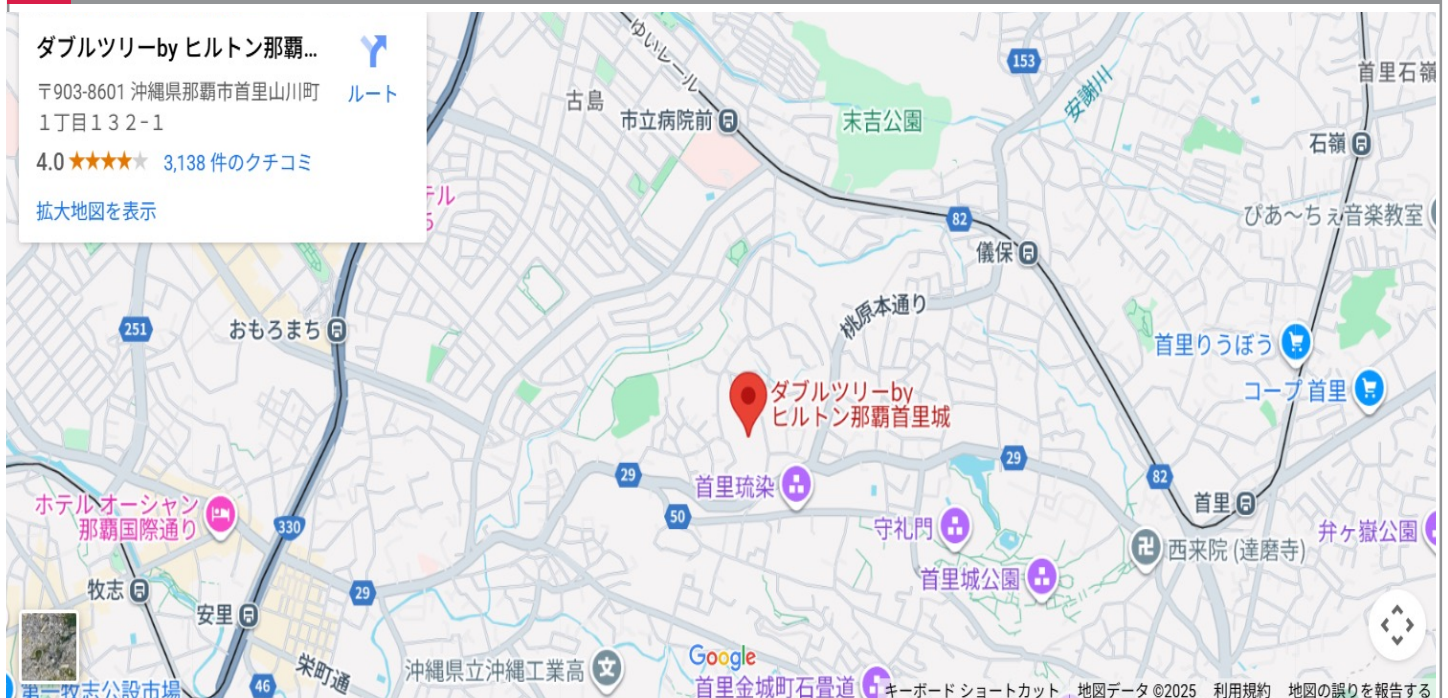 ダブルツリーby ヒルトン那覇...
〒903-8601 沖縄県那覇市首里山川町
1丁目132-1
ルート
4.0
3,138 件のクチコミ
拡大地図を表示
ゆいレール
古島
市立病院前
末吉公園
153
安謝川
首里石嶺
石嶺
テル
82
ぴあ〜ちぇ音楽教室
儀保
桃原本通り
251
おもろまち
首里りうぼう
コープ 首里
ダブルツリーby
ヒルトン那覇首里城
29
29
首里琉染
50
82
首里
ホテル オーシャン
那覇国際通り
330
守礼門
弁ヶ嶽公園
西来院 (達磨寺)
首里城公園
牧志
29
安里
栄町通
沖縄県立沖縄工業高
文
Google
第一牧志公設市場
46
首里金城町石畳道
キーボード ショートカット
地図データ ©2025
利用規約
地図の誤りを報告する